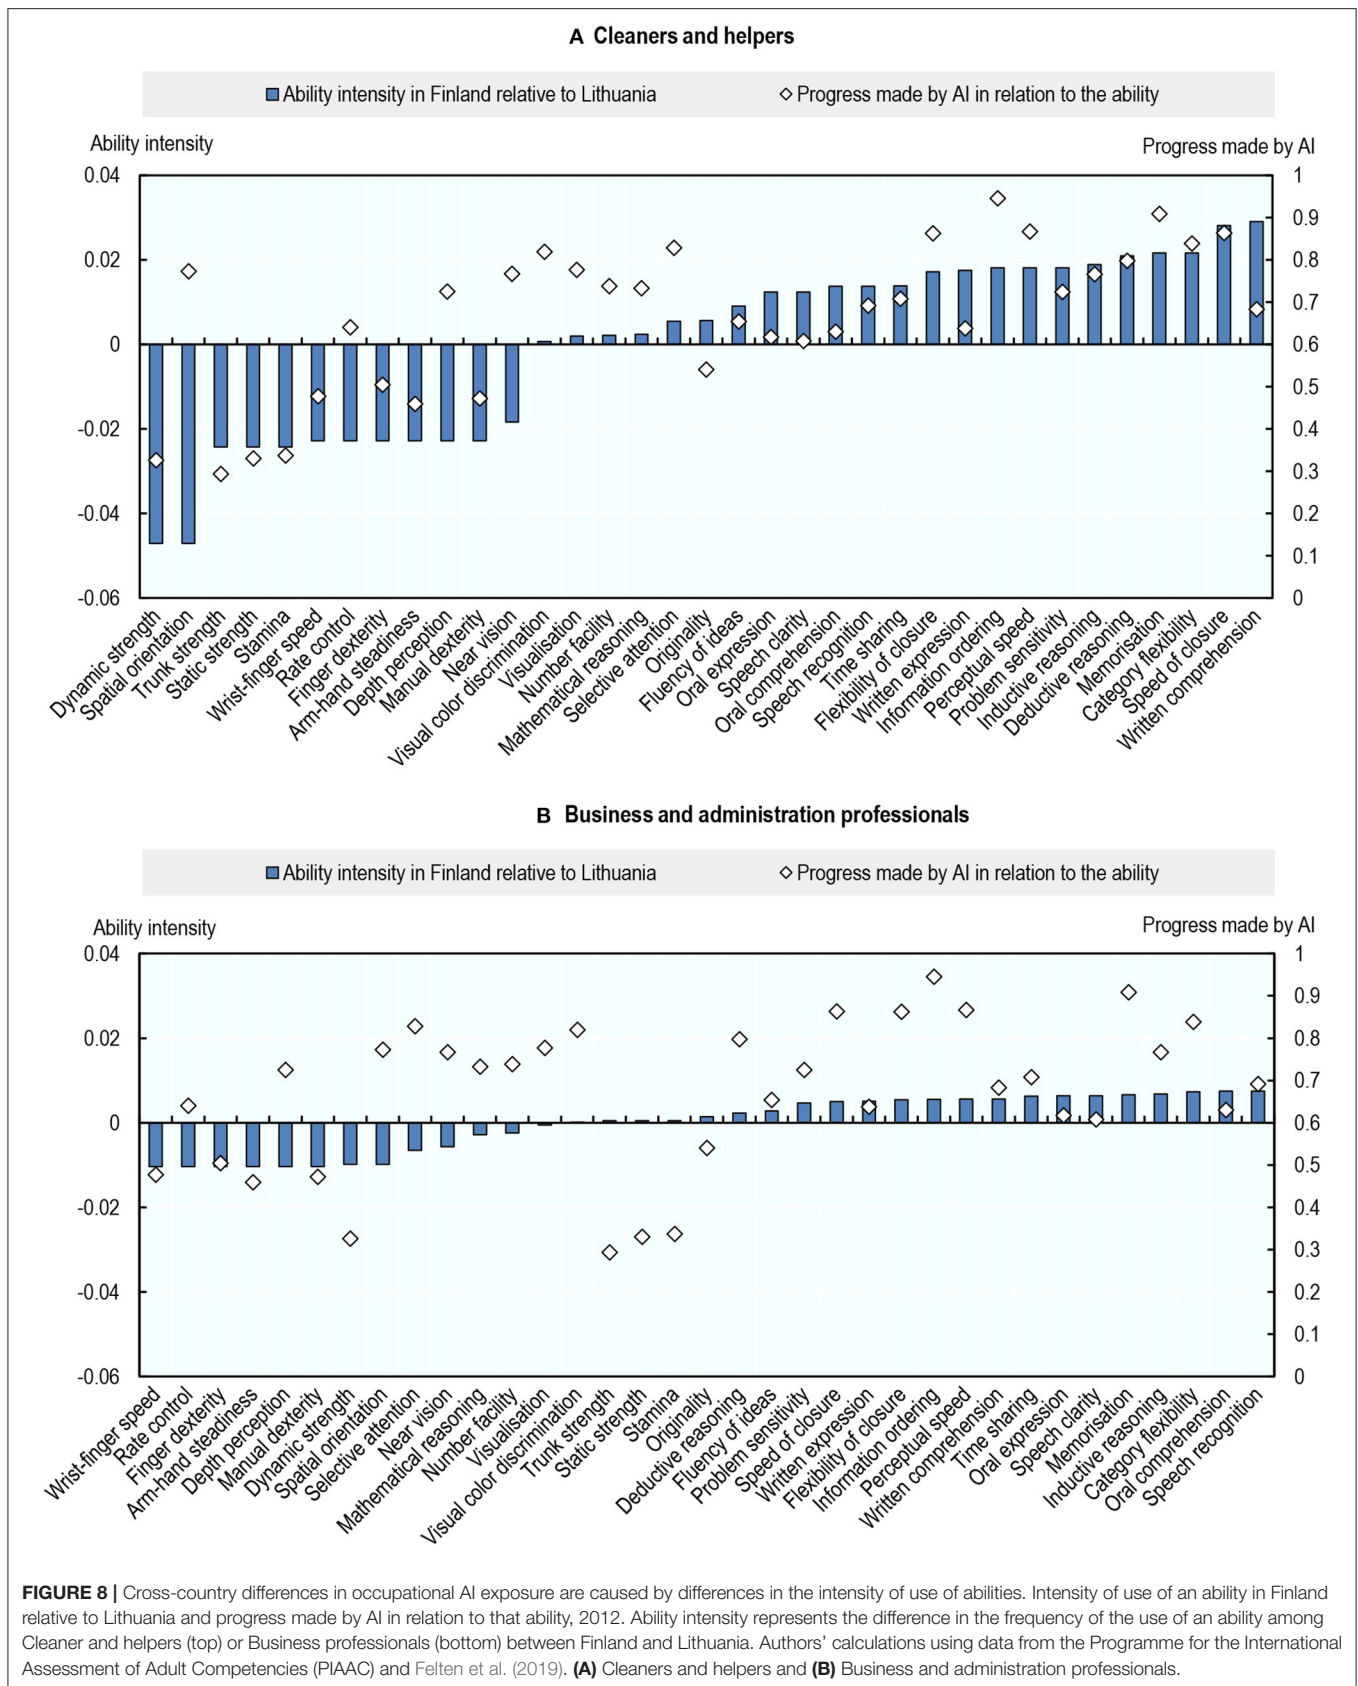 A Cleaners and helpers
Ability intensity in Finland relative to Lithuania
Progress made by AI in relation to the ability
Ability intensity
Progress made by AI
0.04
0.02
0
-0.02
-0.04
-0.06
1
0.9
0.8
0.7
0.6
0.5
0.4
0.3
0.2
0.1
0
Dynamic strength
Spatial orientation
Trunk strength
Static strength
Stamina
Wrist-finger speed
Rate control
Finger dexterity
Arm-hand steadiness
Depth perception
Manual dexterity
Near vision
Visual color discrimination
Visualisation
Number facility
Mathematical reasoning
Selective attention
Originality
Fluency of ideas
Oral expression
Speech clarity
Oral comprehension
Speech recognition
Time sharing
Flexibility of closure
Written expression
Information ordering
Perceptual speed
Problem sensitivity
Inductive reasoning
Deductive reasoning
Memorisation
Category flexibility
Speed of closure
Written comprehension
B Business and administration professionals
Ability intensity in Finland relative to Lithuania
Progress made by AI in relation to the ability
Ability intensity
Progress made by AI
0.04
0.02
0
-0.02
-0.04
-0.06
1
0.9
0.8
0.7
0.6
0.5
0.4
0.3
0.2
0.1
0
Wrist-finger speed
Rate control
Finger dexterity
Arm-hand steadiness
Depth perception
Manual dexterity
Dynamic strength
Spatial orientation
Selective attention
Near vision
Mathematical reasoning
Number facility
Visualisation
Visual color discrimination
Trunk strength
Static strength
Stamina
Originality
Deductive reasoning
Fluency of ideas
Problem sensitivity
Speed of closure
Written expression
Flexibility of closure
Information ordering
Perceptual speed
Written comprehension
Time sharing
Oral expression
Speech clarity
Memorisation
Inductive reasoning
Category flexibility
Oral comprehension
Speech recognition
FIGURE 8 | Cross-country differences in occupational AI exposure are caused by differences in the intensity of use of abilities. Intensity of use of an ability in Finland
relative to Lithuania and progress made by AI in relation to that ability, 2012. Ability intensity represents the difference in the frequency of the use of an ability among
Cleaner and helpers (top) or Business professionals (bottom) between Finland and Lithuania. Authors' calculations using data from the Programme for the International
Assessment of Adult Competencies (PIAAC) and Felten et al. (2019). (A) Cleaners and helpers and (B) Business and administration professionals.